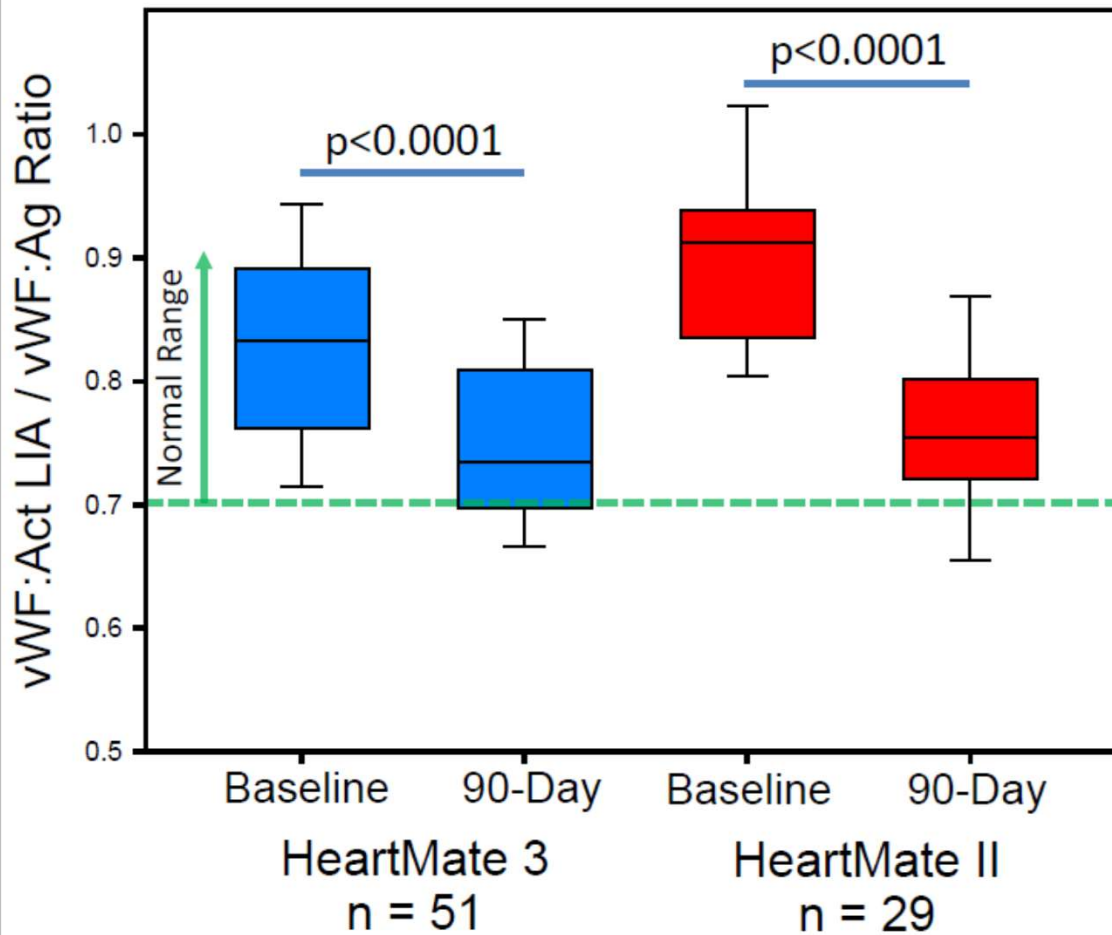 p<0.0001
p<0.0001
vWF:Act LIA / vWF:Ag Ratio
1.0
0.9
0.8
0.7
0.6
0.5
Normal Range
Baseline 90-Day Baseline 90-Day
HeartMate 3 HeartMate II
n = 51 n = 29